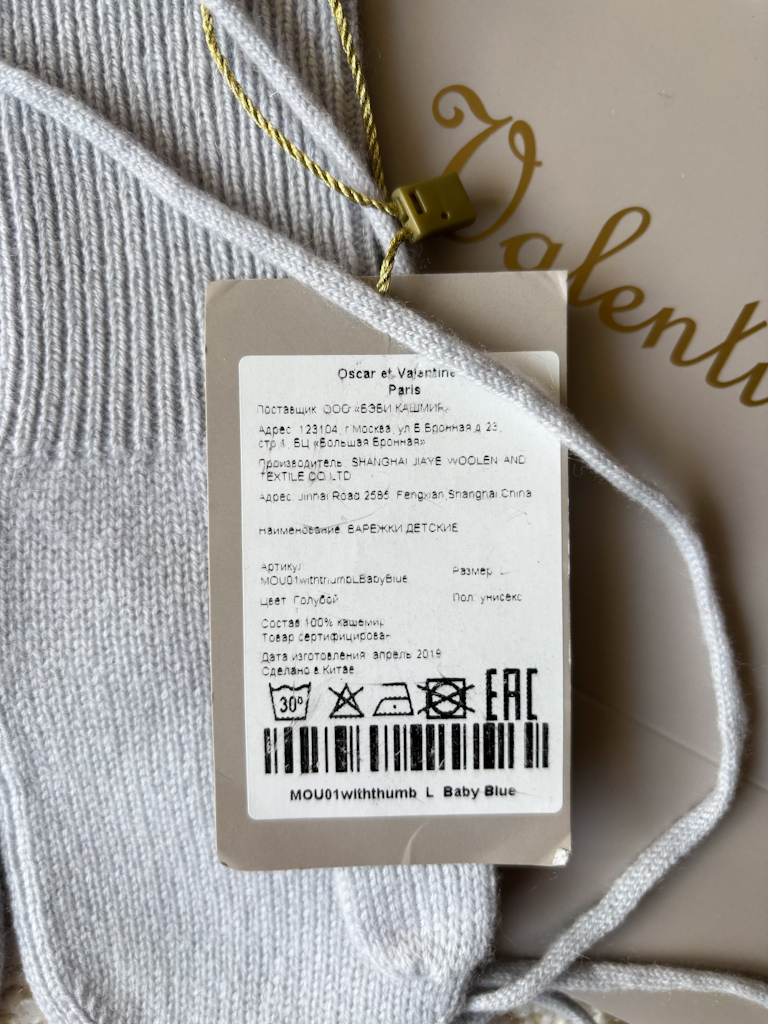 Valenti
Oscar et Valentine
Paris
Поставщик: ООО «БЭБИ КАШМИР»
Адрес: 123104, г.Москва, ул.Б.Бронная,д.23,
стр.1, БЦ «Большая Бронная»
Производитель: SHANGHAI JIAYE WOOLEN AND
TEXTILE CO.LTD
Адрес: Jinhai Road 2585, Fengxian,Shanghai,China
Наименование: ВАРЕЖКИ ДЕТСКИЕ
Артикул:
MOU01withthumbLBabyBlue
Размер: L
Цвет: Голубой
Пол: унисекс
Состав:100% кашемир
Товар сертифицирован
Дата изготовления: апрель 2019
Сделано в Китае
30º
EAC
MOU01withthumb L Baby Blue